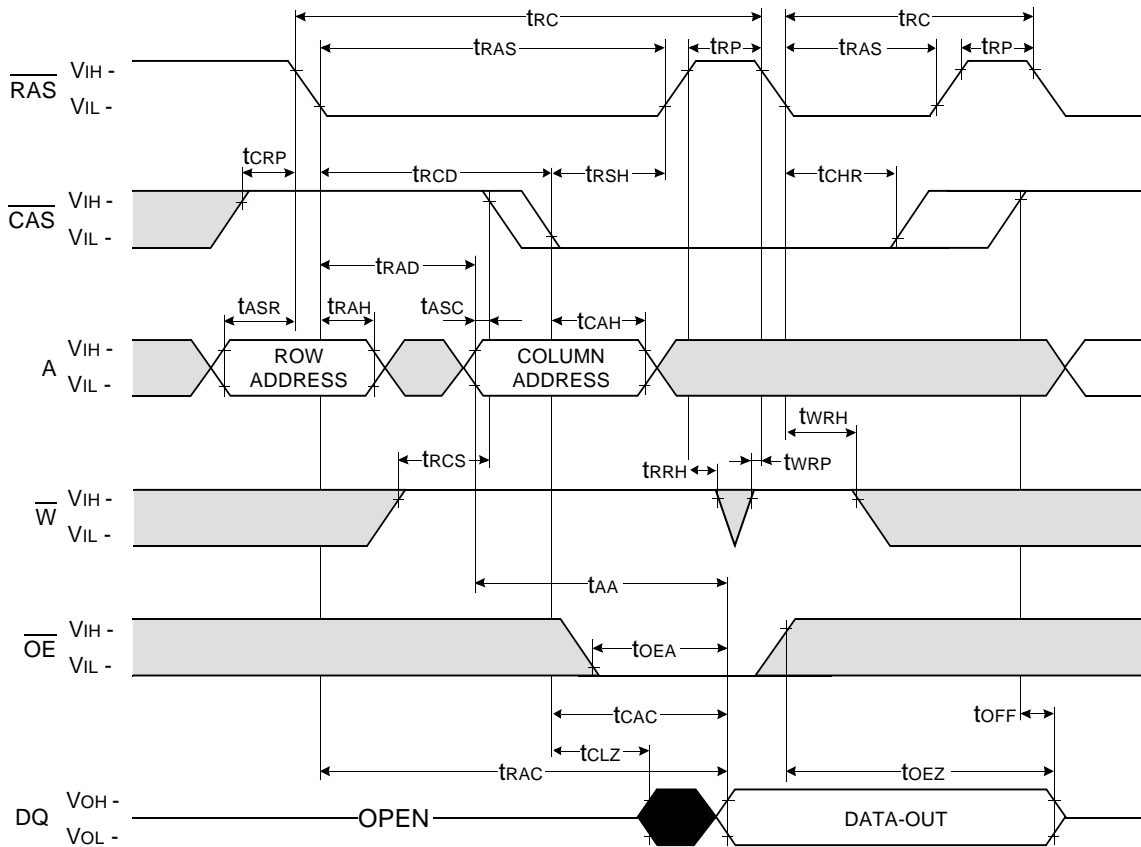 tRC tRC
tRAS tRP tRAS tRP
RAS VIH -
VIL -
tCRP tRCD tRSH tCHR
CAS VIH -
VIL -
tRAD
tASR tRAH tASC tCAH
A VIH -
VIL -
ROW ADDRESS
COLUMN ADDRESS
tWRH
tRCS tRRH tWRP
W VIH -
VIL -
tAA
OE VIH -
VIL -
tOEA
tCAC tOFF
tCLZ
tRAC tOEZ
DQ VOH -
VOL -
OPEN DATA-OUT